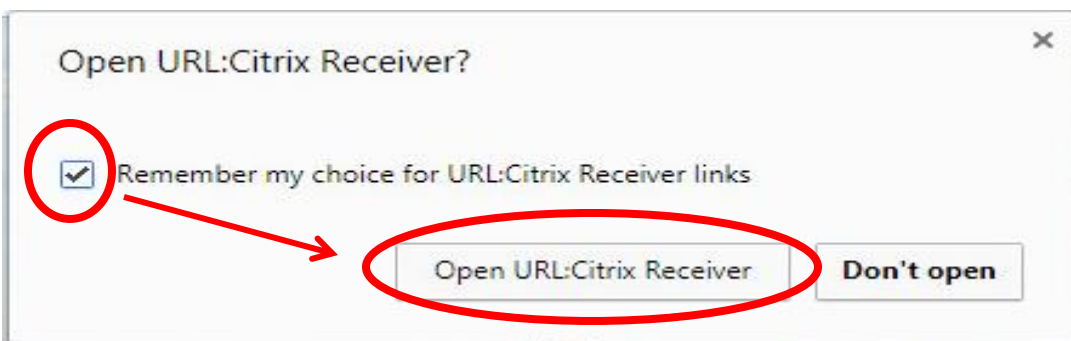 Open URL:Citrix Receiver?
Remember my choice for URL:Citrix Receiver links
Open URL:Citrix Receiver
Don't open